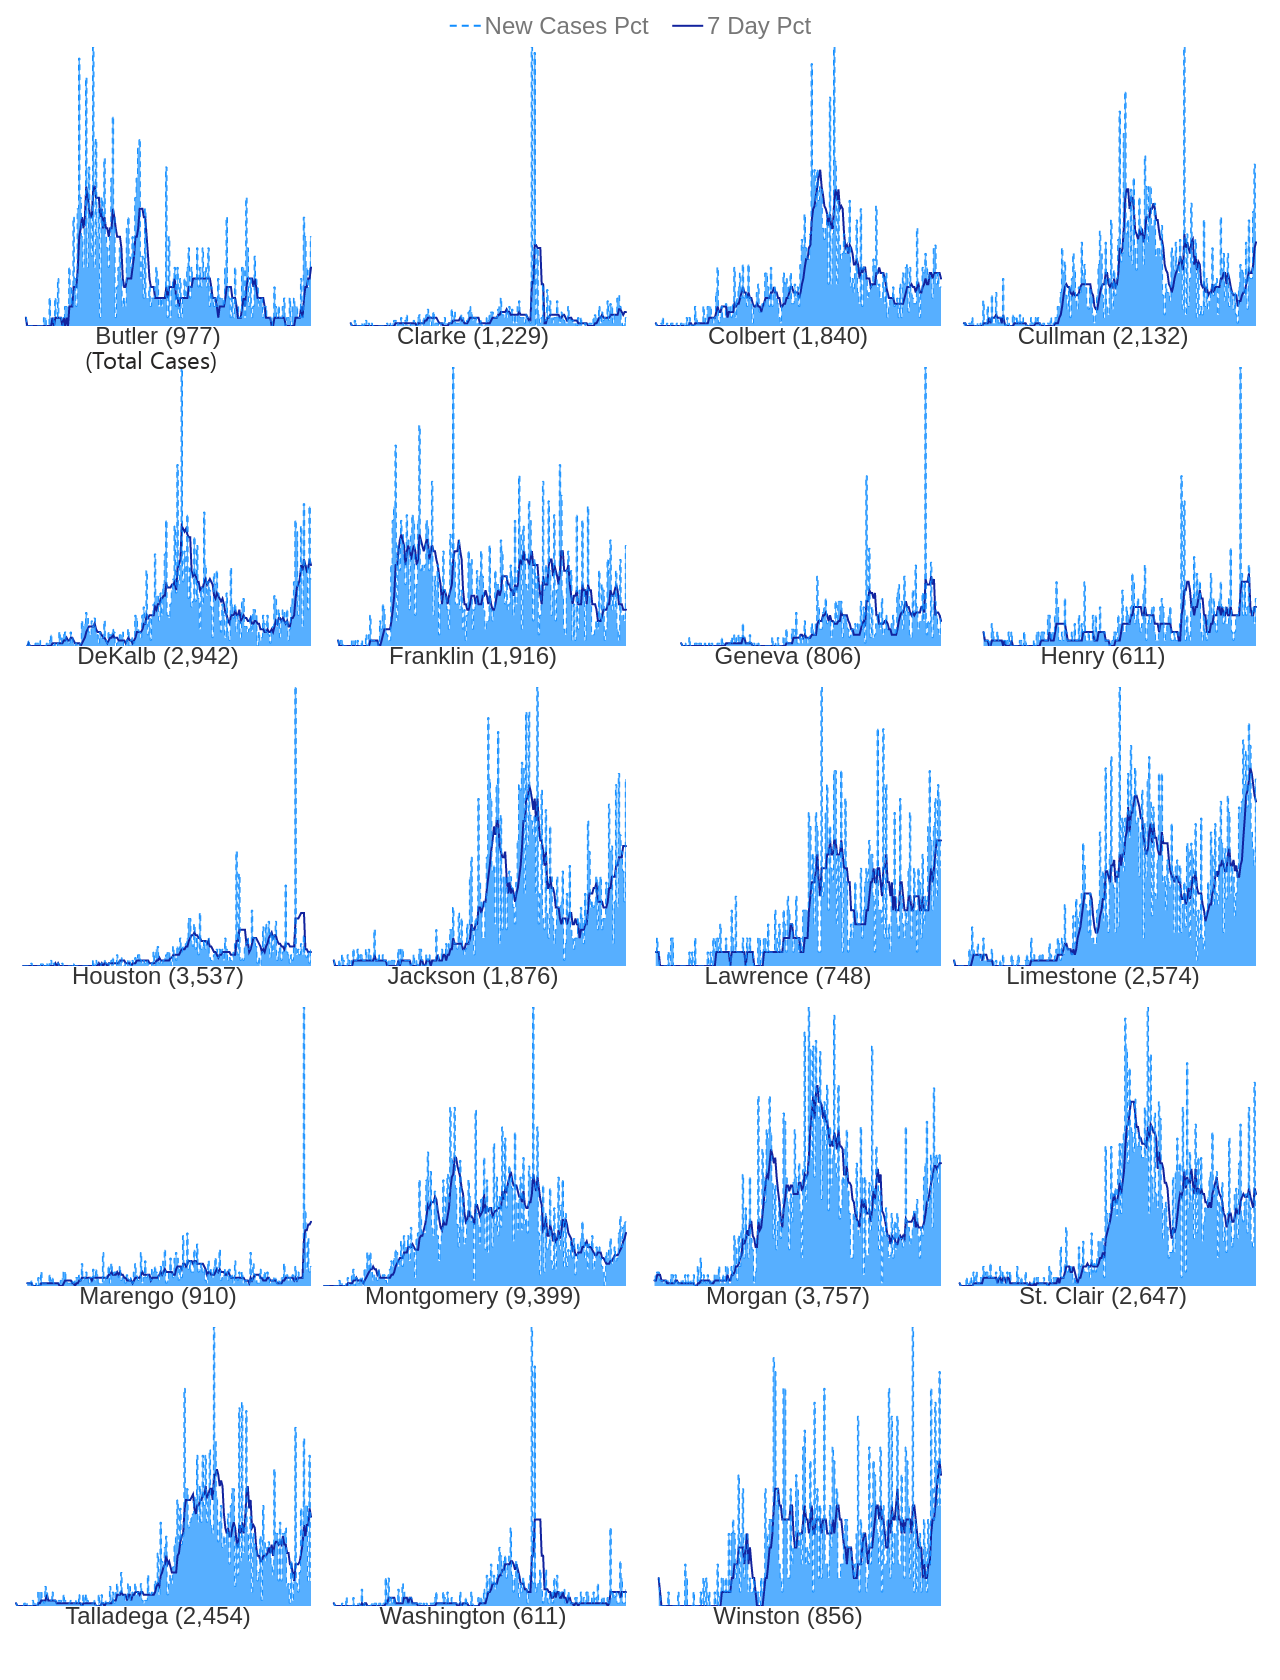 New Cases Pct 7 Day Pct
Butler (977) Clarke (1,229) Colbert (1,840) Cullman (2,132)
(Total Cases)
DeKalb (2,942) Franklin (1,916) Geneva (806) Henry (611)
Houston (3,537) Jackson (1,876) Lawrence (748) Limestone (2,574)
Marengo (910) Montgomery (9,399) Morgan (3,757) St. Clair (2,647)
Talladega (2,454) Washington (611) Winston (856)